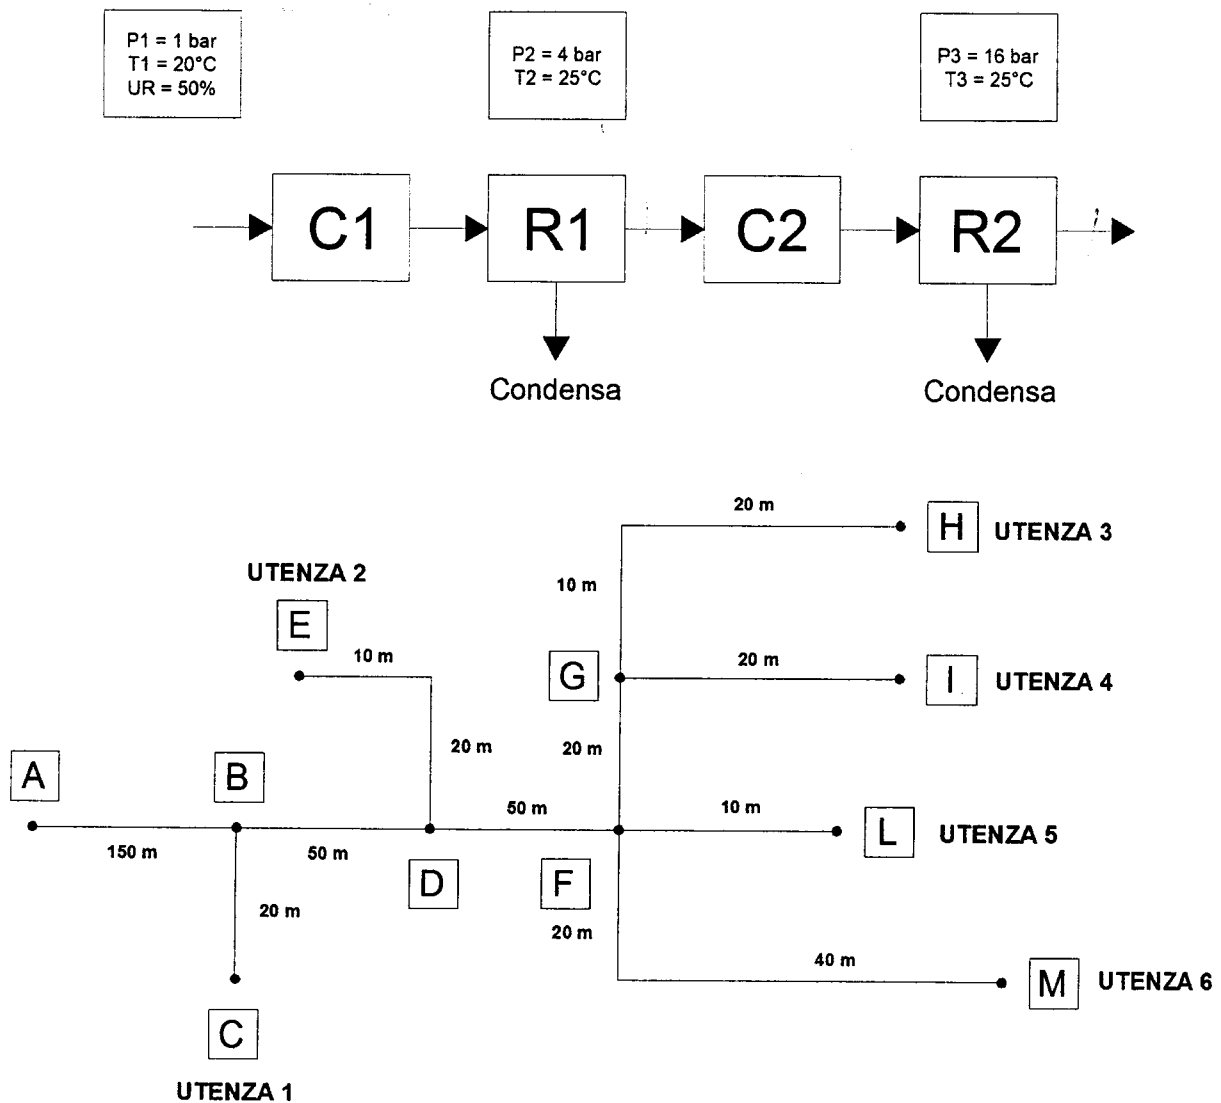 P1 = 1 bar
T1 = 20°C
UR = 50%
P2 = 4 bar
T2 = 25°C
P3 = 16 bar
T3 = 25°C
C1
R1
C2
R2
Condensa
Condensa
20 m
H
UTENZA 3
UTENZA 2
10 m
E
10 m
20 m
G
I
UTENZA 4
20 m
20 m
A
B
50 m
10 m
L
UTENZA 5
150 m
50 m
D
F
20 m
20 m
40 m
M
UTENZA 6
C
UTENZA 1